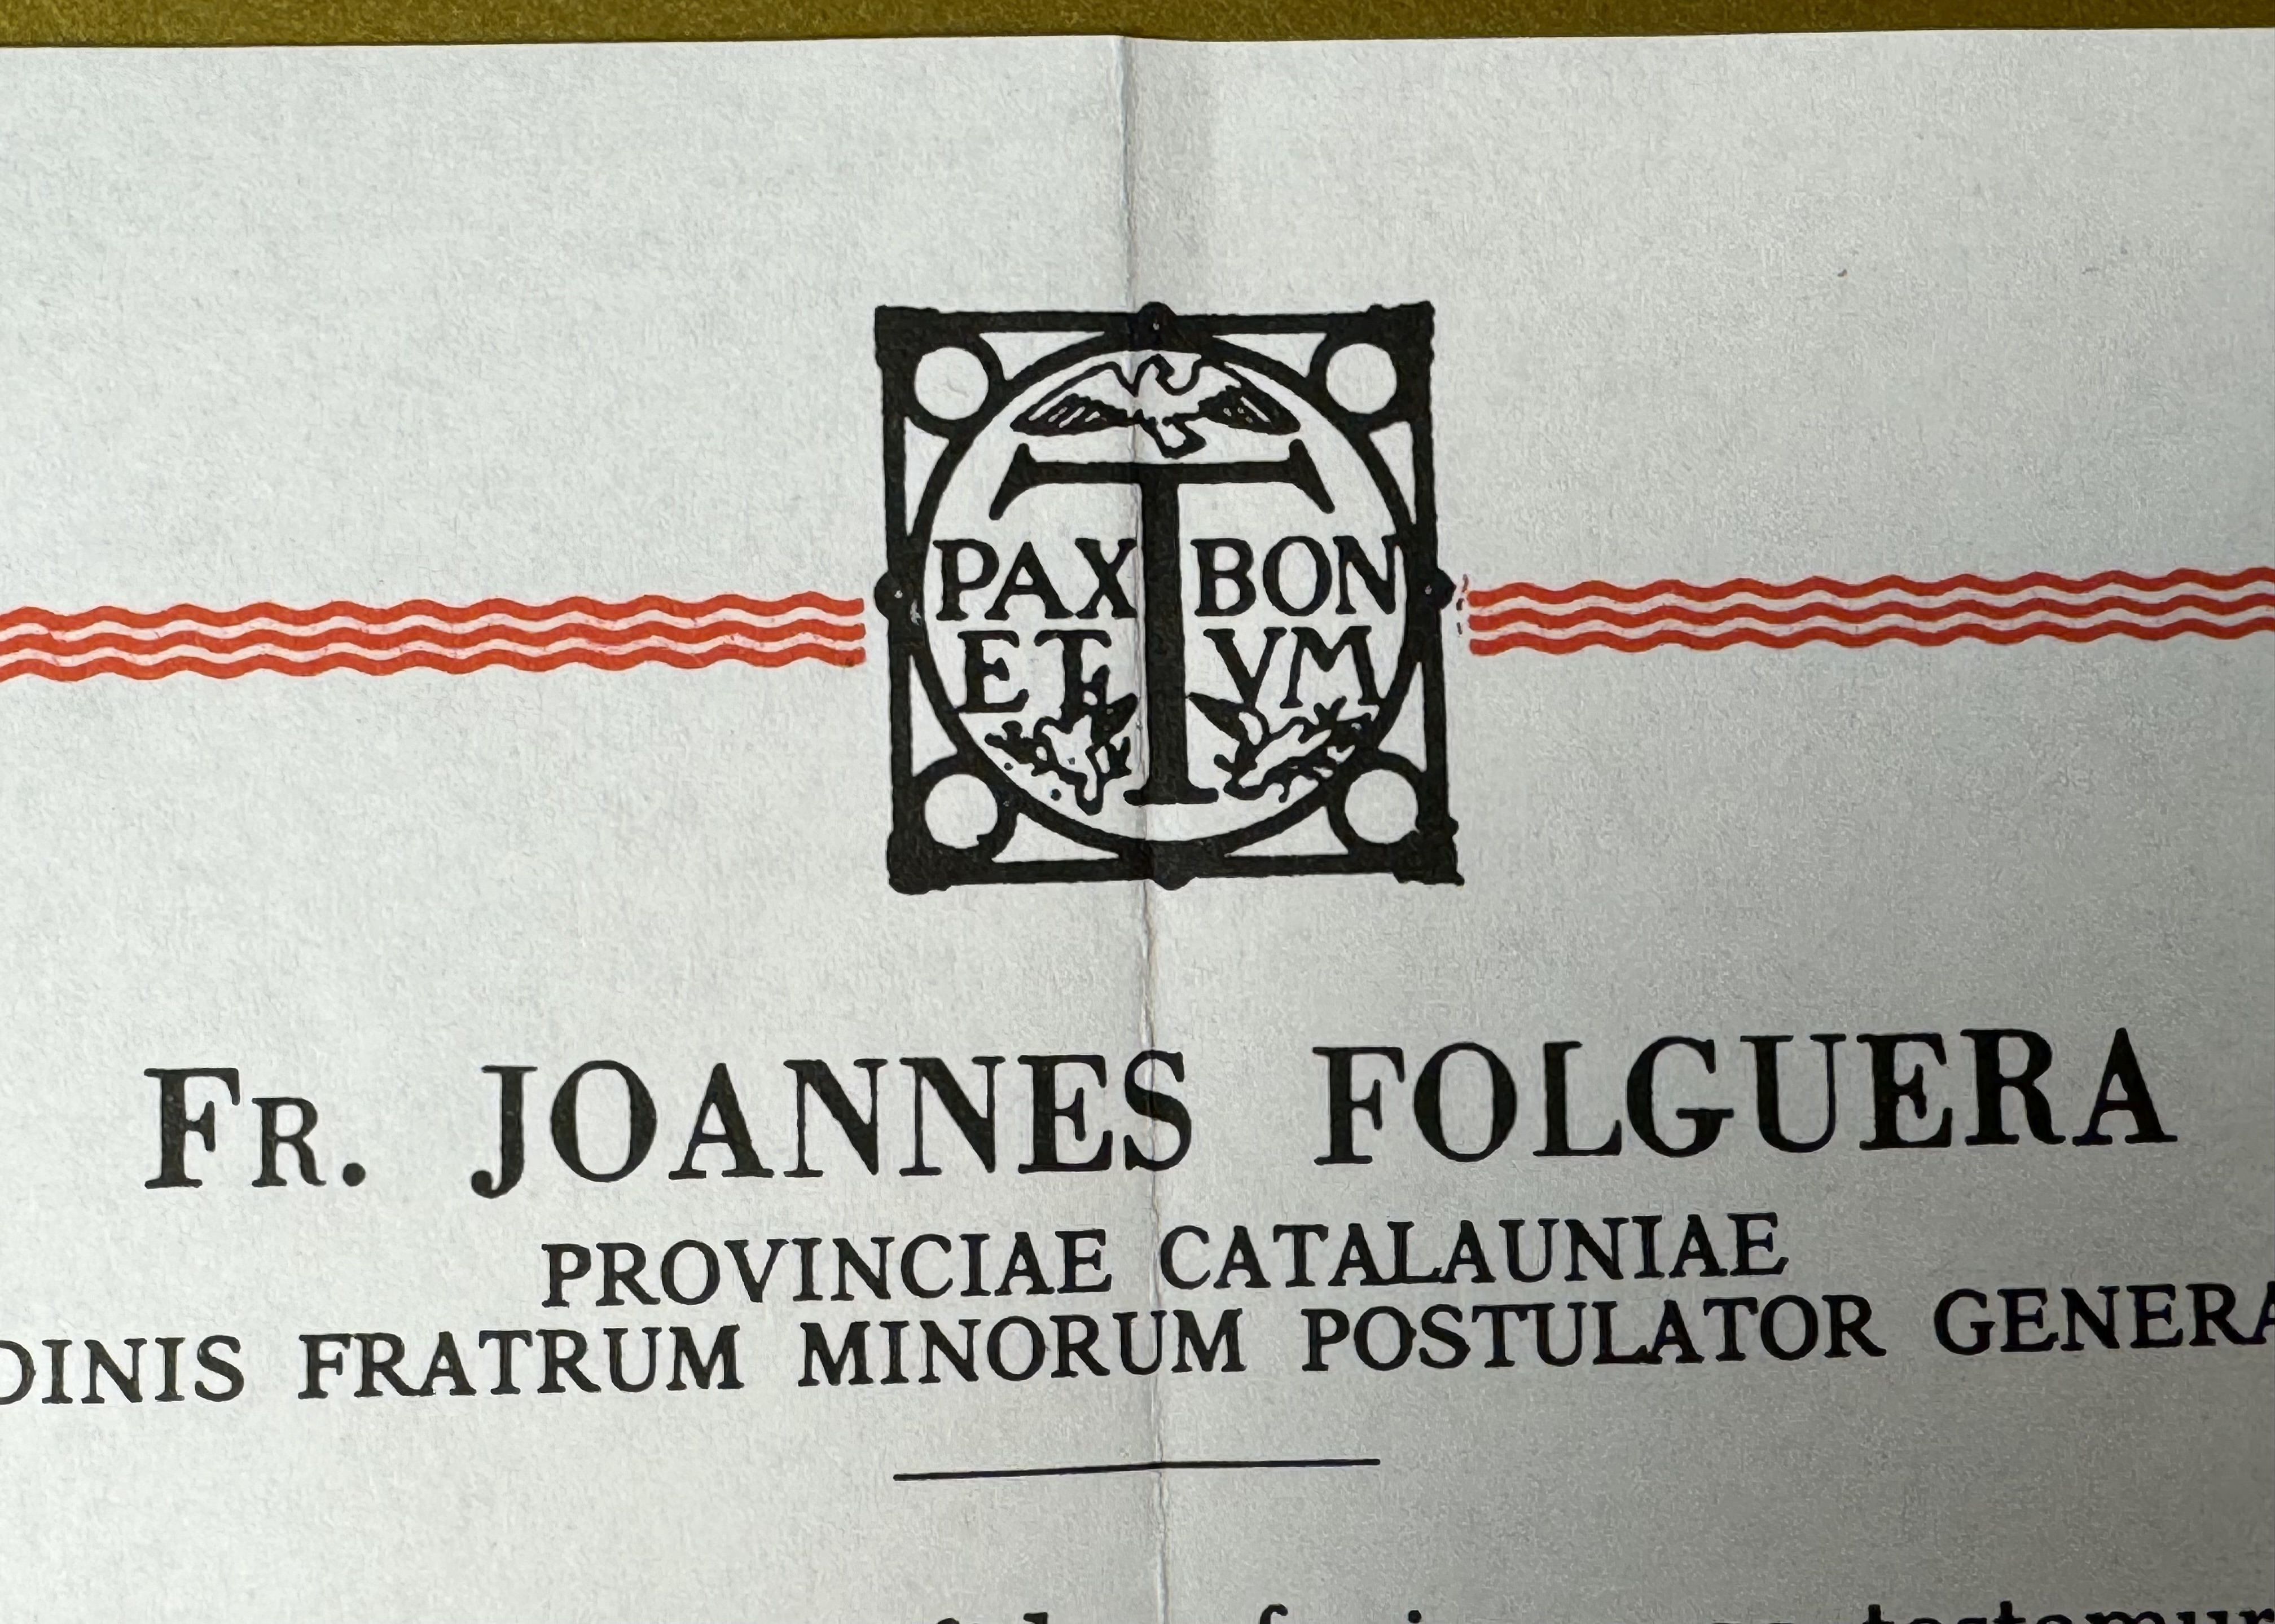 PAX BON
ET VM
FR. JOANNES FOLGUERA
PROVINCIAE CATALAUNIAE
DINIS FRATRUM MINORUM POSTULATOR GENERA